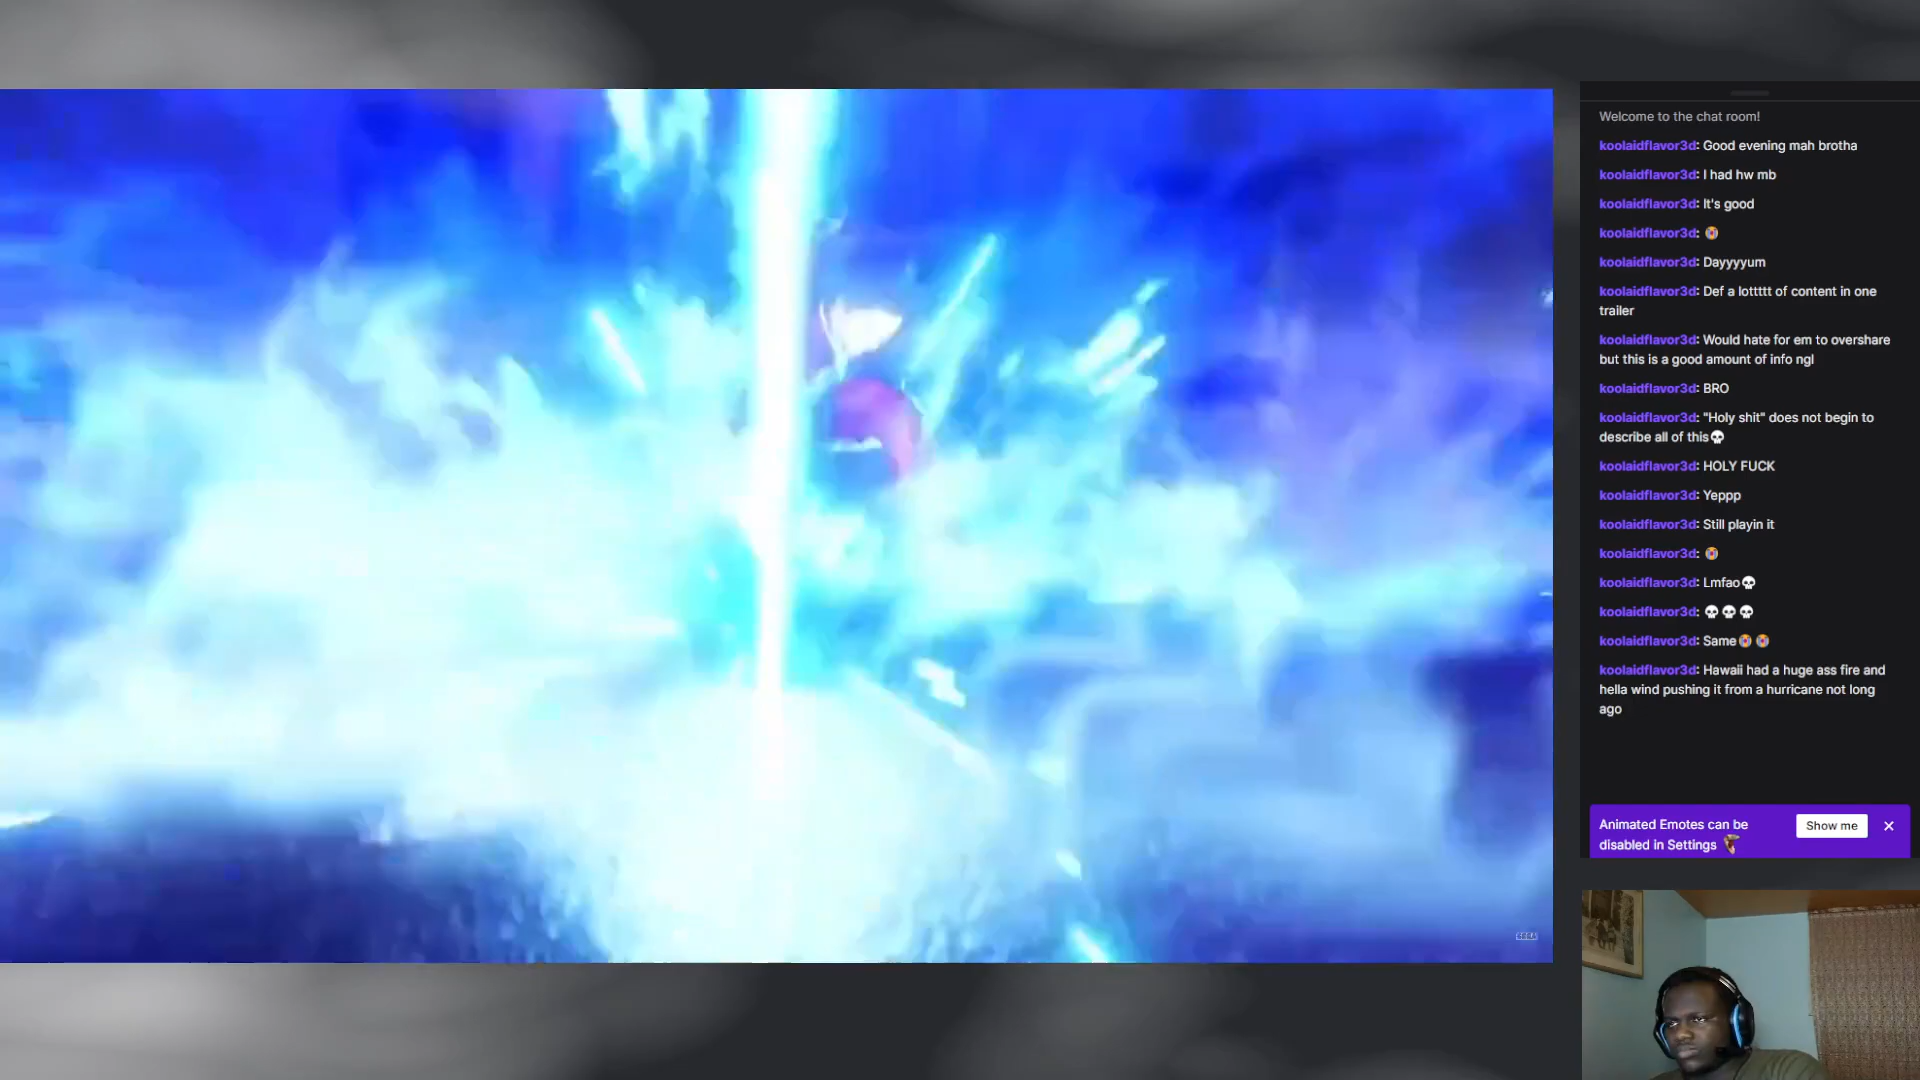 Welcome to the chat room!
koolaidflavor3d: Good evening mah brotha
koolaidflavor3d: I had hw mb
koolaidflavor3d: It's good
koolaidflavor3d:
koolaidflavor3d: Dayyyyum
koolaidflavor3d: Def a lottttt of content in one
trailer
koolaidflavor3d: Would hate for em to overshare
but this is a good amount of info ngl
koolaidflavor3d: BRO
koolaidflavor3d: "Holy shit" does not begin to
describe all of this💀
koolaidflavor3d: HOLY FUCK
koolaidflavor3d: Yeppp
koolaidflavor3d: Still playin it
koolaidflavor3d:
koolaidflavor3d: Lmfao💀
koolaidflavor3d: 💀💀💀
koolaidflavor3d: Same
koolaidflavor3d: Hawaii had a huge ass fire and
hella wind pushing it from a hurricane not long
ago
Animated Emotes can be
disabled in Settings
Show me
SEGA